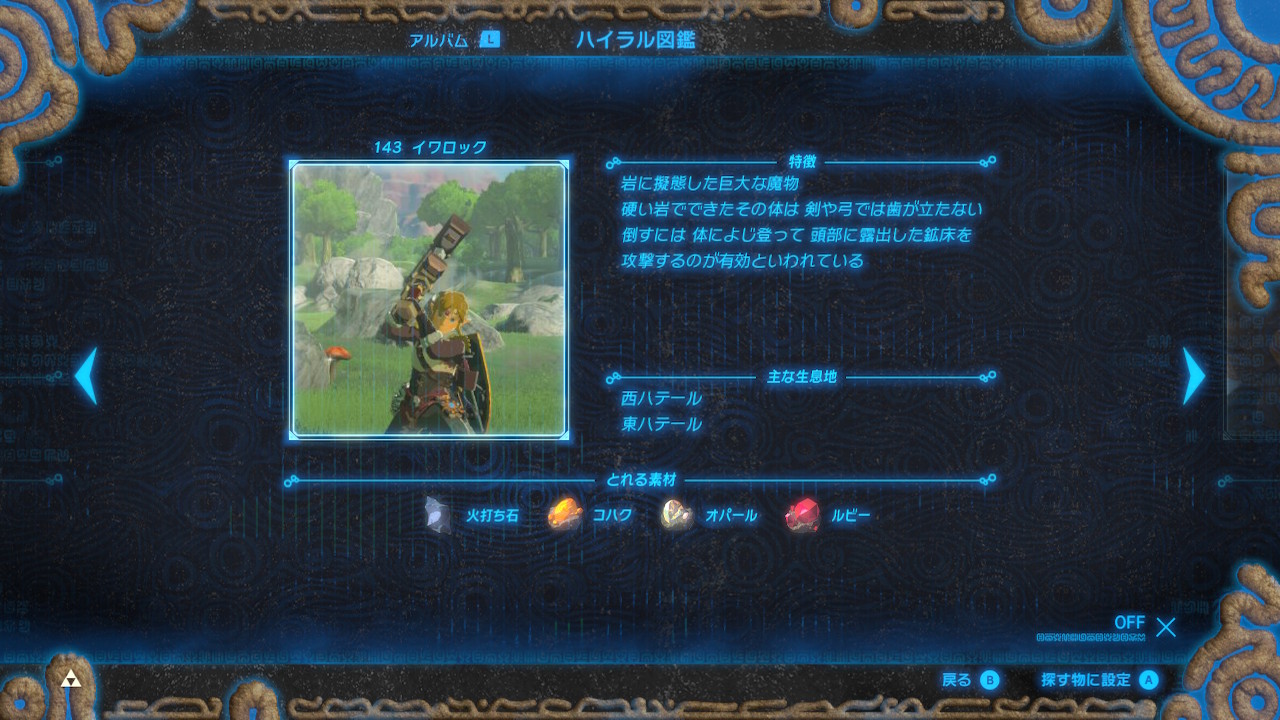 アルバム L
ハイラル図鑑
143 イワロック
特徴
岩に擬態した巨大な魔物
硬い岩でできたその体は 剣や弓では歯が立たない
倒すには 体によじ登って 頭部に露出した鉱床を
攻撃するのが有効といわれている
主な生息地
西ハテール
東ハテール
とれる素材
火打ち石 コハク オパール ルビー
OFF
戻る B 探す物に設定 A